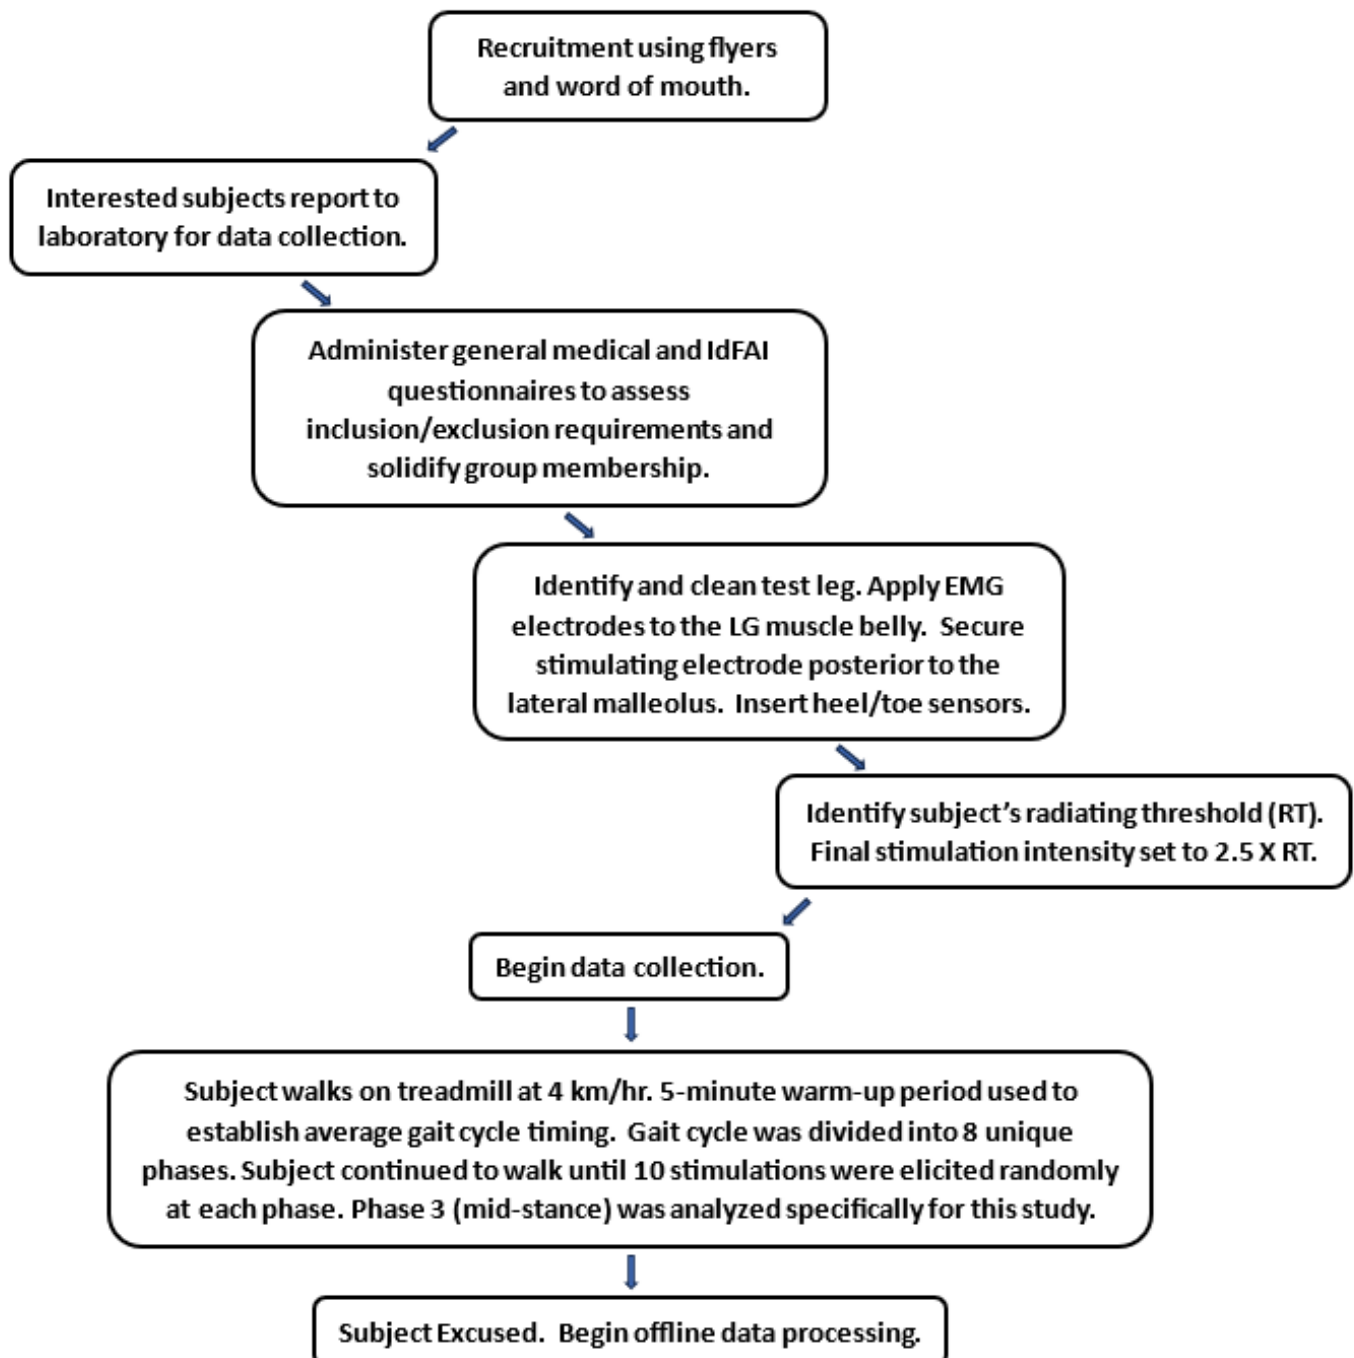 Recruitment using flyers
and word of mouth.
Interested subjects report to
laboratory for data collection.
Administer general medical and IdFAI
questionnaires to assess
inclusion/exclusion requirements and
solidify group membership.
Identify and clean test leg. Apply EMG
electrodes to the LG muscle belly. Secure
stimulating electrode posterior to the
lateral malleolus. Insert heel/toe sensors.
Identify subject’s radiating threshold (RT).
Final stimulation intensity set to 2.5 X RT.
Begin data collection.
Subject walks on treadmill at 4 km/hr. 5-minute warm-up period used to
establish average gait cycle timing. Gait cycle was divided into 8 unique
phases. Subject continued to walk until 10 stimulations were elicited randomly
at each phase. Phase 3 (mid-stance) was analyzed specifically for this study.
Subject Excused. Begin offline data processing.